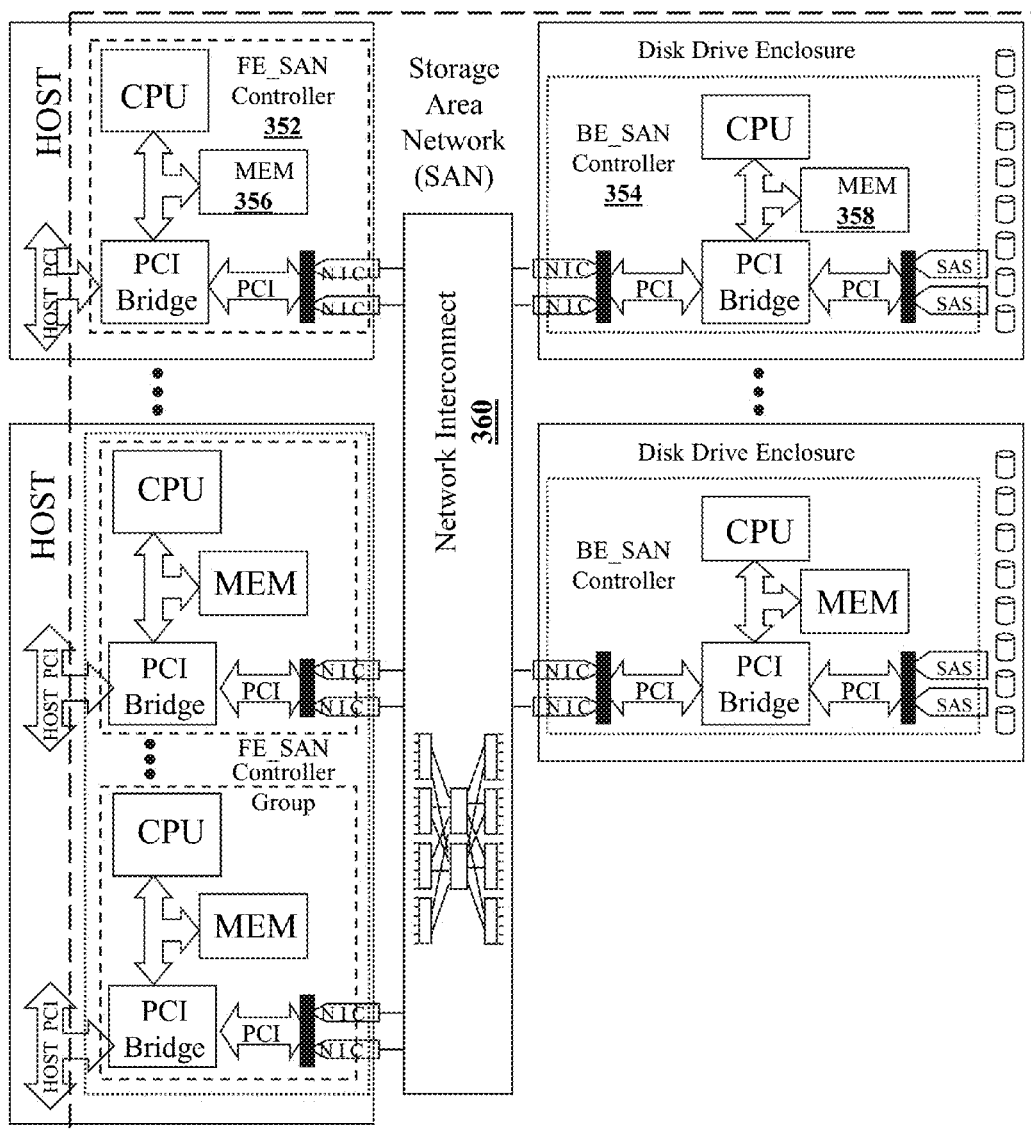 HOST
FE_SAN
Controller
352
CPU
MEM
356
HOST PCI
PCI
Bridge
PCI
NIC
NIC
Storage
Area
Network
(SAN)
Network Interconnect
360
Disk Drive Enclosure
BE_SAN
Controller
354
CPU
MEM
358
NIC
NIC
PCI
PCI
Bridge
PCI
SAS
SAS
HOST
CPU
MEM
HOST PCI
PCI
Bridge
PCI
NIC
NIC
FE_SAN
Controller
Group
CPU
MEM
HOST PCI
PCI
Bridge
PCI
NIC
NIC
Disk Drive Enclosure
BE_SAN
Controller
CPU
MEM
NIC
NIC
PCI
PCI
Bridge
PCI
SAS
SAS